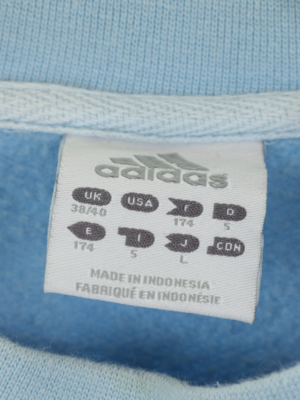 adidas
UK USA F D
38/40 174 S
E I J CDN
174 S L
MADE IN INDONESIA
FABRIQUÉ EN INDONÉSIE